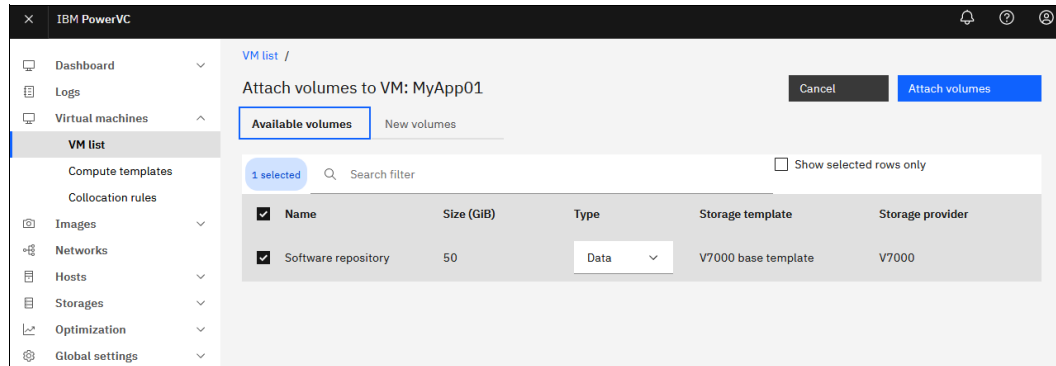 IBM PowerVC
Dashboard
Logs
Virtual machines
VM list
Compute templates
Collocation rules
Images
Networks
Hosts
Storages
Optimization
Global settings
VM list /
Attach volumes to VM: MyApp01
Cancel
Attach volumes
Available volumes
New volumes
1 selected
Search filter
Show selected rows only
Name Size (GiB) Type Storage template Storage provider
Software repository 50 Data V7000 base template V7000